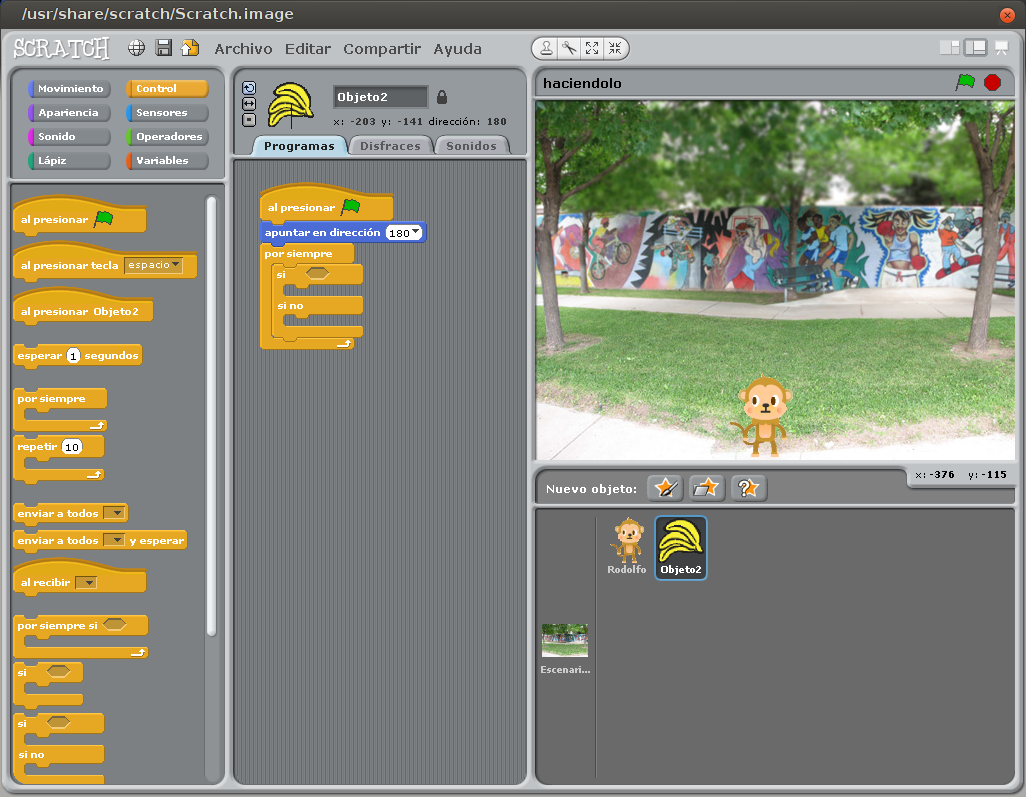 /usr/share/scratch/Scratch.image
SCRATCH
Archivo Editar Compartir Ayuda
Movimiento Control
Apariencia Sensores
Sonido Operadores
Lápiz Variables
al presionar
al presionar tecla espacio
al presionar Objeto2
esperar 1 segundos
por siempre
repetir 10
enviar a todos
enviar a todos y esperar
al recibir
por siempre si
si
si
si no
Objeto2
x: -203 y: -141 dirección: 180
Programas Disfraces Sonidos
al presionar
apuntar en dirección 180
por siempre
si
si no
haciendolo
x: -376 y: -115
Nuevo objeto:
Rodolfo Objeto2
Escenari...